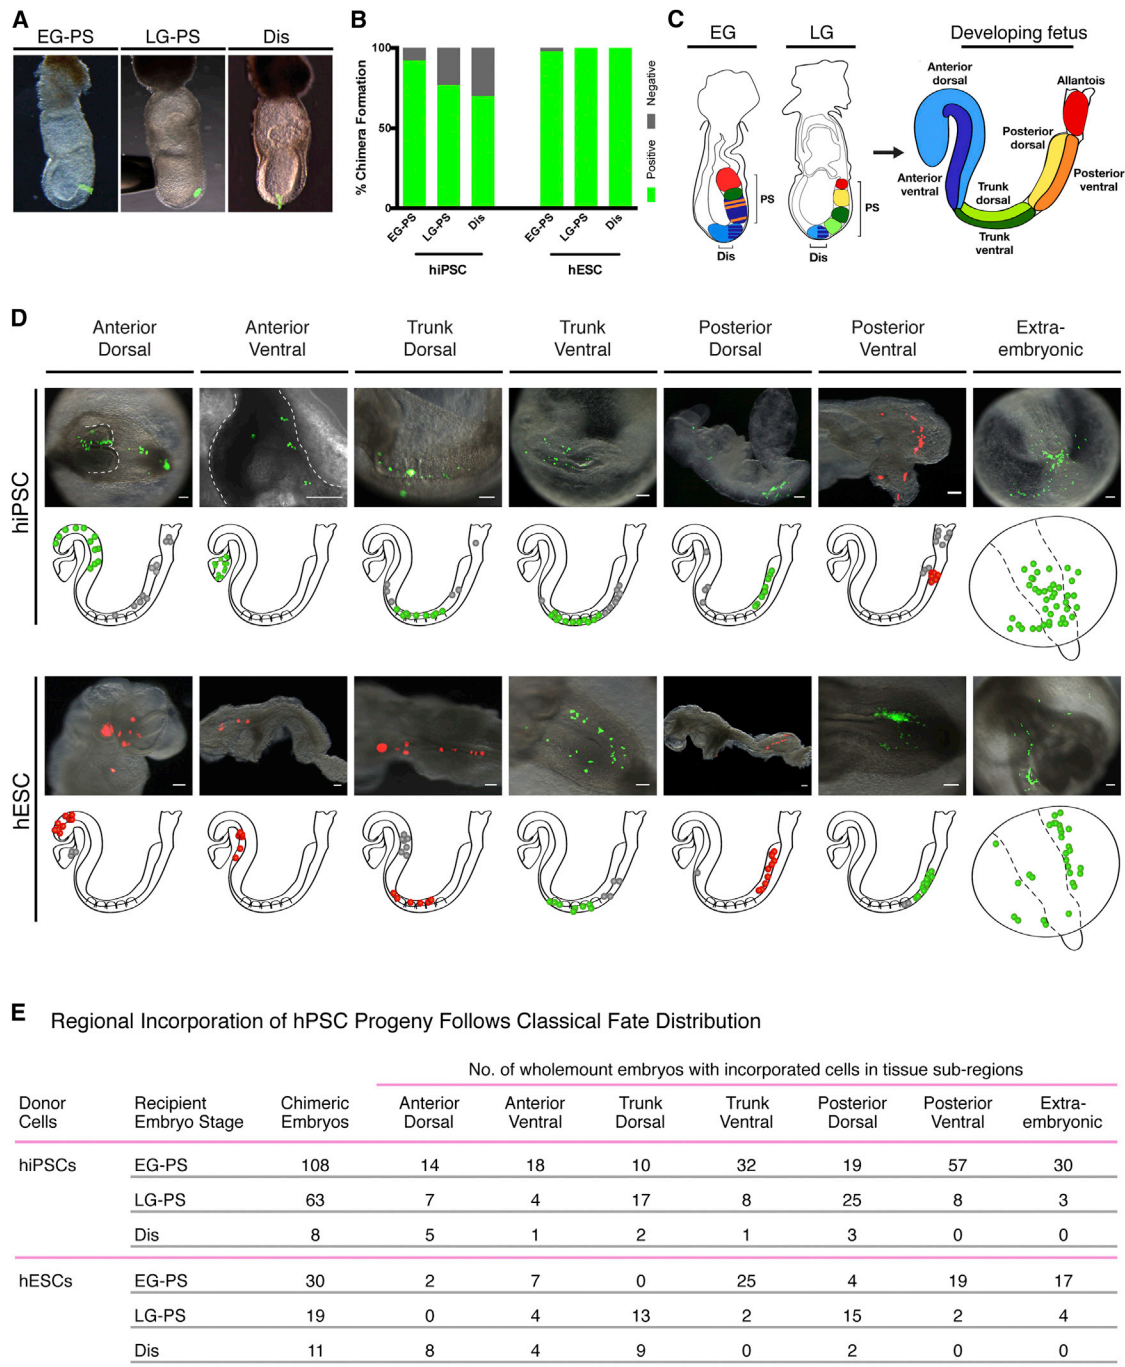 A
EG-PS
LG-PS
Dis
B
% Chimera Formation
100
50
0
EG-PS
LG-PS
Dis
EG-PS
LG-PS
Dis
hiPSC
hESC
Negative
Positive
C
EG
LG
Developing fetus
PS
Dis
PS
Dis
Anterior
dorsal
Allantois
Posterior
dorsal
Anterior
ventral
Trunk
dorsal
Posterior
ventral
Trunk
ventral
D
Anterior
Dorsal
Anterior
Ventral
Trunk
Dorsal
Trunk
Ventral
Posterior
Dorsal
Posterior
Ventral
Extra-
embryonic
hiPSC
hESC
E
Regional Incorporation of hPSC Progeny Follows Classical Fate Distribution
No. of wholemount embryos with incorporated cells in tissue sub-regions
Donor Recipient Chimeric Anterior Anterior Trunk Trunk Posterior Posterior Extra-
Cells Embryo Stage Embryos Dorsal Ventral Dorsal Ventral Dorsal Ventral embryonic
hiPSCs EG-PS 108 14 18 10 32 19 57 30
LG-PS 63 7 4 17 8 25 8 3
Dis 8 5 1 2 1 3 0 0
hESCs EG-PS 30 2 7 0 25 4 19 17
LG-PS 19 0 4 13 2 15 2 4
Dis 11 8 4 9 0 2 0 0